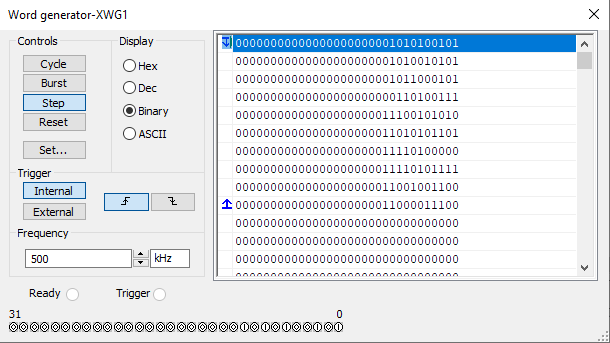 Word generator-XWG1
Controls
Cycle
Burst
Step
Reset
Set...
Display
Hex
Dec
Binary
ASCII
Trigger
Internal
External
Frequency
500
kHz
Ready
Trigger
00000000000000000000001010100101
00000000000000000000001010010101
00000000000000000000001011000101
00000000000000000000000110100111
00000000000000000000011100101010
00000000000000000000011010101101
00000000000000000000011110100000
00000000000000000000011110101111
00000000000000000000011001001100
00000000000000000000011000011100
00000000000000000000000000000000
00000000000000000000000000000000
00000000000000000000000000000000
00000000000000000000000000000000
31
0